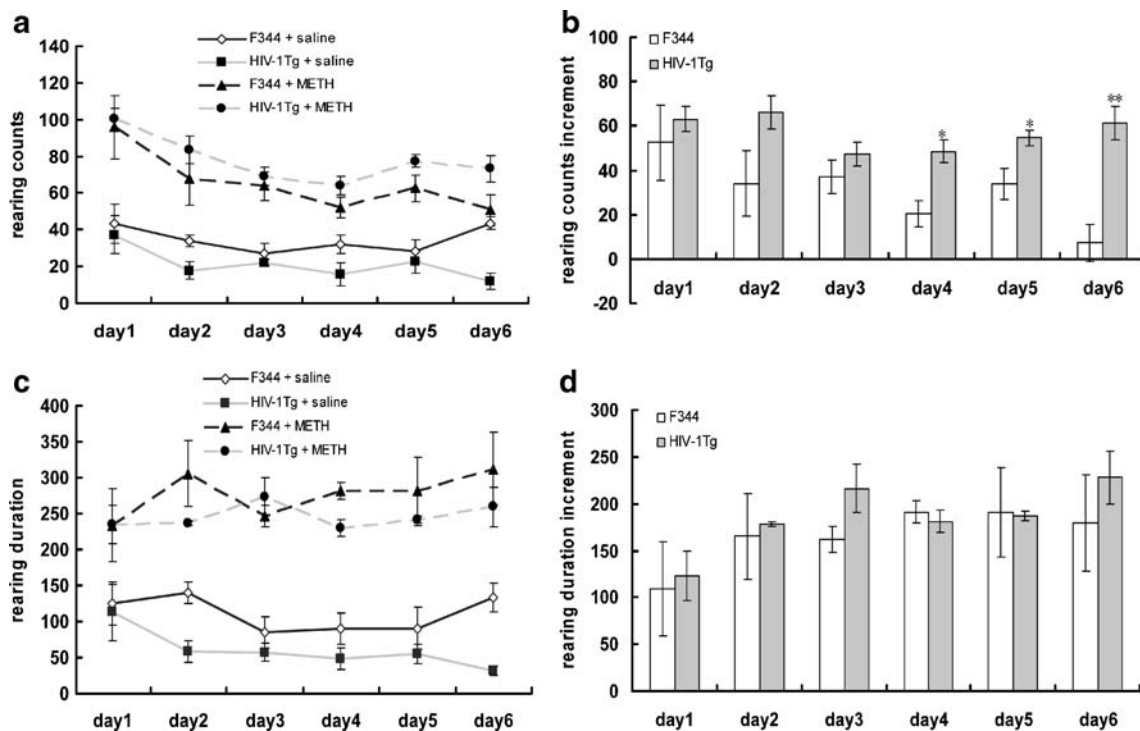 a
F344 + saline
HIV-1Tg + saline
F344 + METH
HIV-1Tg + METH
rearing counts
140
120
100
80
60
40
20
0
day1 day2 day3 day4 day5 day6
b
F344
HIV-1Tg
rearing counts increment
100
80
60
40
20
0
-20
* * **
day1 day2 day3 day4 day5 day6
c
F344 + saline
HIV-1Tg + saline
F344 + METH
HIV-1Tg + METH
rearing duration
400
350
300
250
200
150
100
50
0
day1 day2 day3 day4 day5 day6
d
F344
HIV-1Tg
rearing duration increment
300
250
200
150
100
50
0
day1 day2 day3 day4 day5 day6